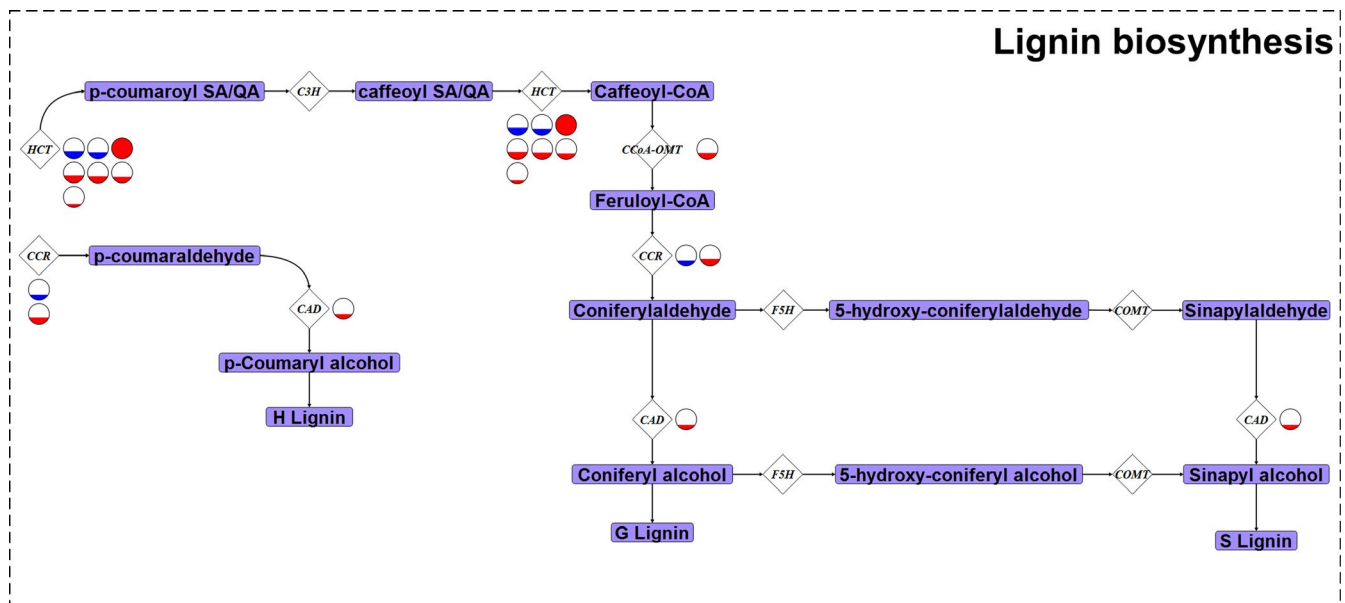 Lignin biosynthesis
p-coumaroyl SA/QA
C3H
caffeoyl SA/QA
HCT
Caffeoyl-CoA
HCT
CCoA-OMT
Feruloyl-CoA
CCR
p-coumaraldehyde
CCR
CAD
Coniferylaldehyde
F5H
5-hydroxy-coniferylaldehyde
COMT
Sinapylaldehyde
p-Coumaryl alcohol
H Lignin
CAD
CAD
Coniferyl alcohol
F5H
5-hydroxy-coniferyl alcohol
COMT
Sinapyl alcohol
G Lignin
S Lignin